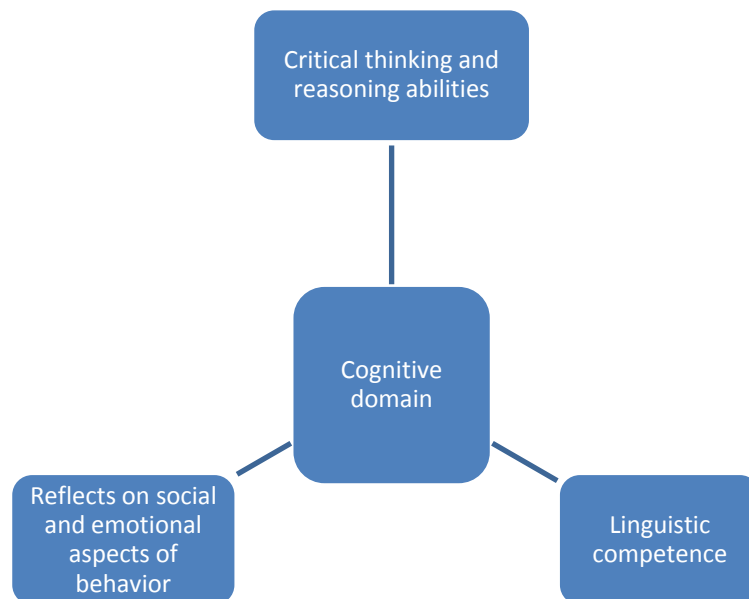 Critical thinking and
reasoning abilities
Cognitive
domain
Reflects on social
and emotional
aspects of
behavior
Linguistic
competence